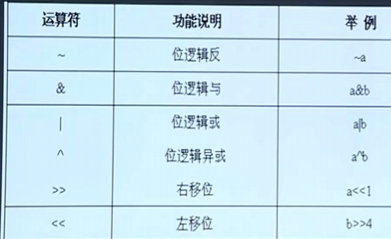 运算符 功能说明 举 例
~ 位逻辑反 ~a
& 位逻辑与 a&b
| 位逻辑或 a|b
^ 位逻辑异或 a^b
>> 右移位 a<<1
<< 左移位 b>>4